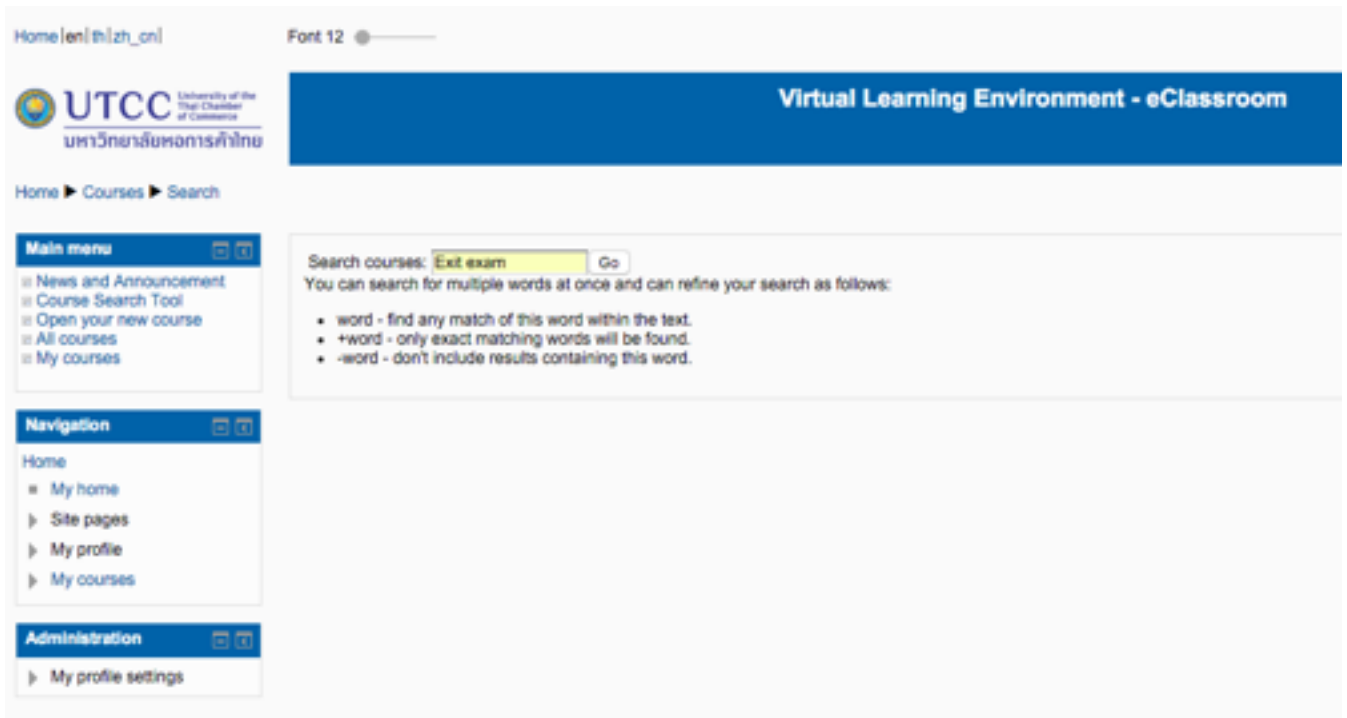 Home|en|th|zh_cn|
Font 12
UTCC University of the Thai Chamber of Commerce
มหาวิทยาลัยหอการค้าไทย
Virtual Learning Environment - eClassroom
Home ▶ Courses ▶ Search
Main menu
News and Announcement
Course Search Tool
Open your new course
All courses
My courses
Search courses: Exit exam Go
You can search for multiple words at once and can refine your search as follows:
• word - find any match of this word within the text.
• +word - only exact matching words will be found.
• -word - don't include results containing this word.
Navigation
Home
My home
Site pages
My profile
My courses
Administration
My profile settings